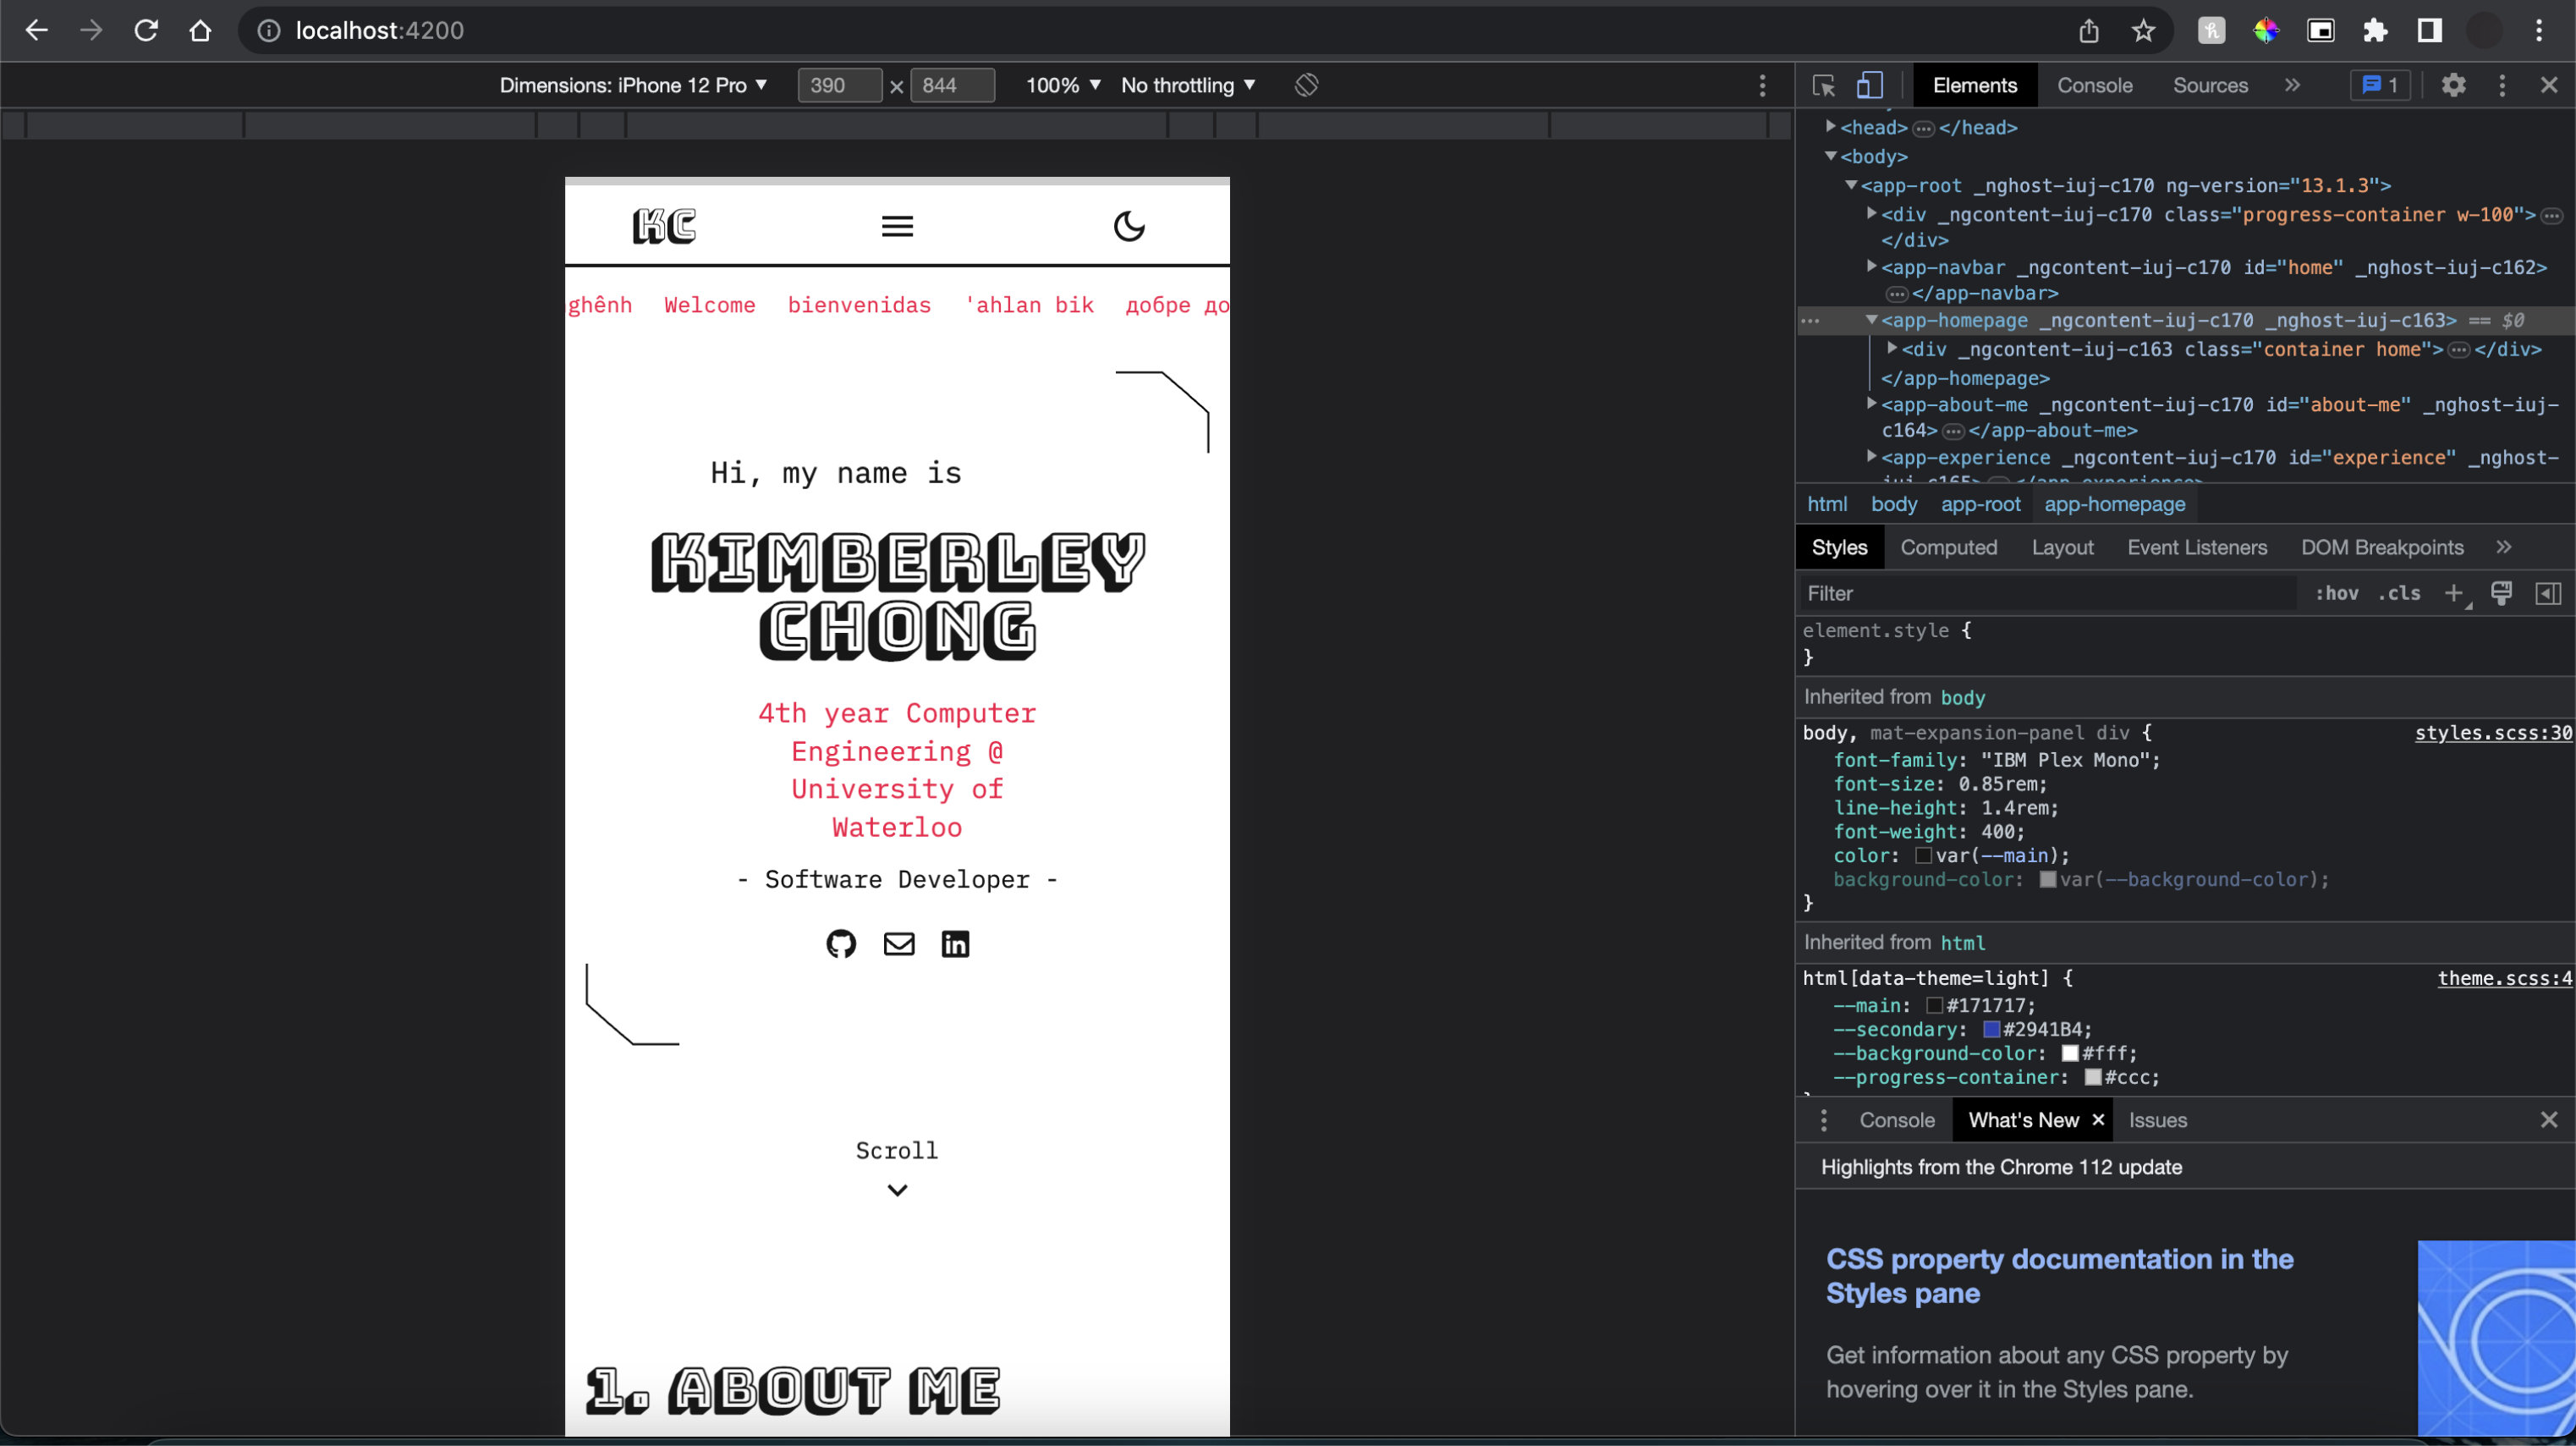 localhost:4200
Dimensions: iPhone 12 Pro ▼ 390 × 844 100% ▼ No throttling ▼
Elements Console Sources » 1
<head>…</head>
<body>
<app-root _nghost-iuj-c170 ng-version="13.1.3">
<div _ngcontent-iuj-c170 class="progress-container w-100">…
</div>
<app-navbar _ngcontent-iuj-c170 id="home" _nghost-iuj-c162>
…</app-navbar>
… <app-homepage _ngcontent-iuj-c170 _nghost-iuj-c163> == $0
<div _ngcontent-iuj-c163 class="container home">…</div>
</app-homepage>
<app-about-me _ngcontent-iuj-c170 id="about-me" _nghost-iuj-
c164>…</app-about-me>
<app-experience _ngcontent-iuj-c170 id="experience" _nghost-
iuj-c165>…</app-experience>
html body app-root app-homepage
Styles Computed Layout Event Listeners DOM Breakpoints »
Filter :hov .cls +
element.style {
}
Inherited from body
body, mat-expansion-panel div { styles.scss:30
font-family: "IBM Plex Mono";
font-size: 0.85rem;
line-height: 1.4rem;
font-weight: 400;
color: var(--main);
background-color: var(--background-color);
}
Inherited from html
html[data-theme=light] { theme.scss:4
--main: #171717;
--secondary: #2941B4;
--background-color: #fff;
--progress-container: #ccc;
Console What's New × Issues
Highlights from the Chrome 112 update
CSS property documentation in the
Styles pane
Get information about any CSS property by
hovering over it in the Styles pane.
KC
ghênh Welcome bienvenidas 'ahlan bik добре до
Hi, my name is
KIMBERLEY
CHONG
4th year Computer
Engineering @
University of
Waterloo
- Software Developer -
in
Scroll
1. ABOUT ME